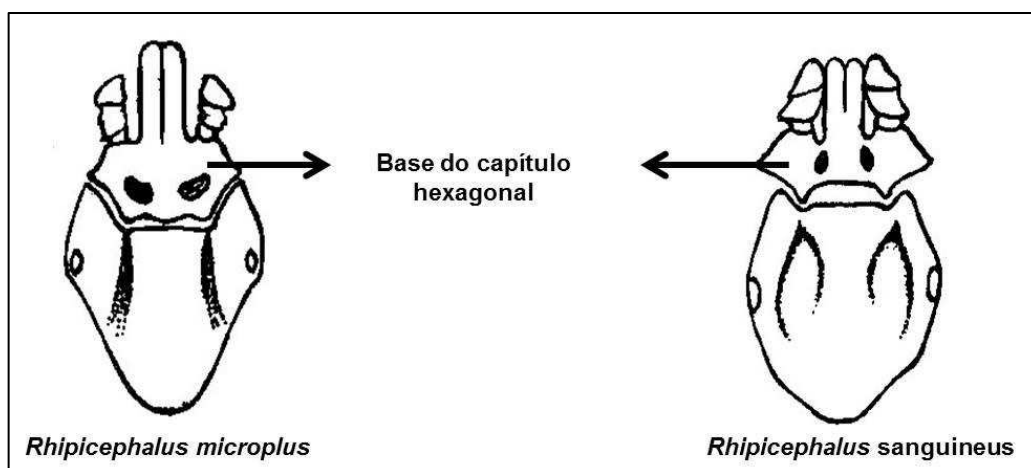 Base do capítulo
hexagonal
Rhipicephalus microplus
Rhipicephalus sanguineus